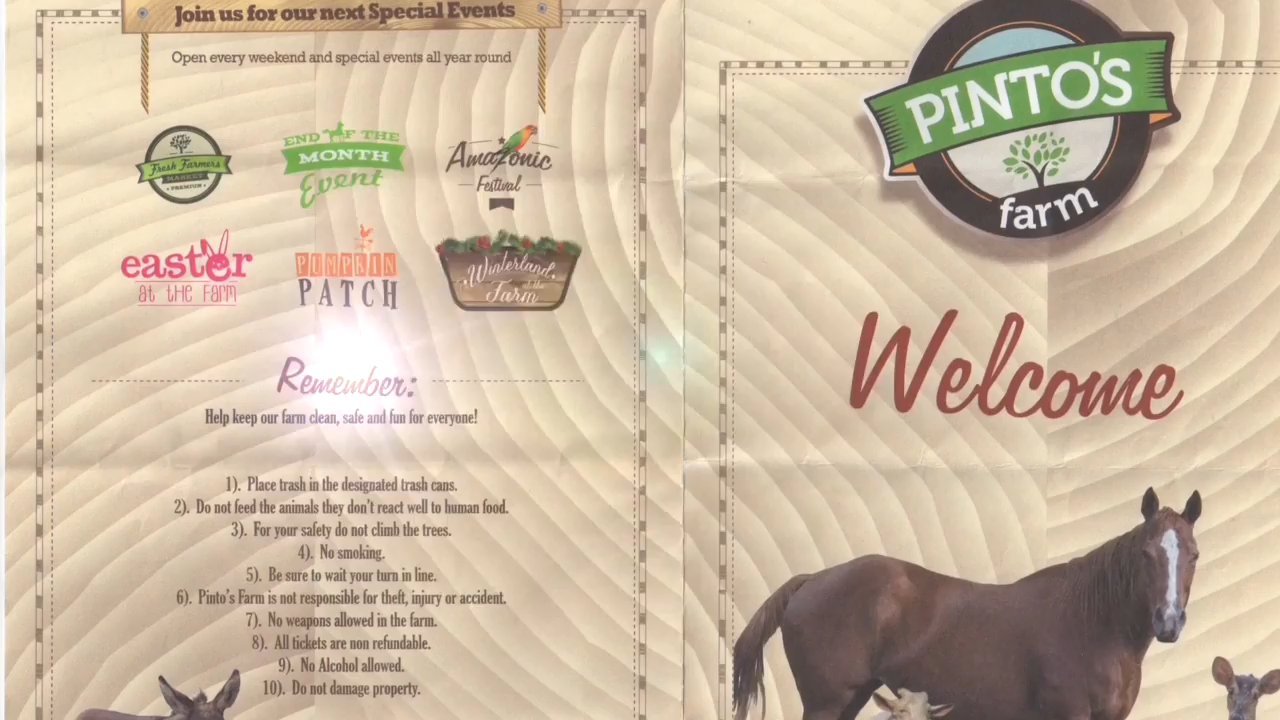 Join us for our next Special Events
Open every weekend and special events all year round
Fresh Farmers
MARKET
PREMIUM
END OF THE
MONTH
Event
Amazonic
Festival
easter
at the FARM
PUMPKIN
PATCH
Winterland
at the
Farm
Remember:
Help keep our farm clean, safe and fun for everyone!
1). Place trash in the designated trash cans.
2). Do not feed the animals they don't react well to human food.
3). For your safety do not climb the trees.
4). No smoking.
5). Be sure to wait your turn in line.
6). Pinto's Farm is not responsible for theft, injury or accident.
7). No weapons allowed in the farm.
8). All tickets are non refundable.
9). No Alcohol allowed.
10). Do not damage property.
PINTO'S
farm
Welcome